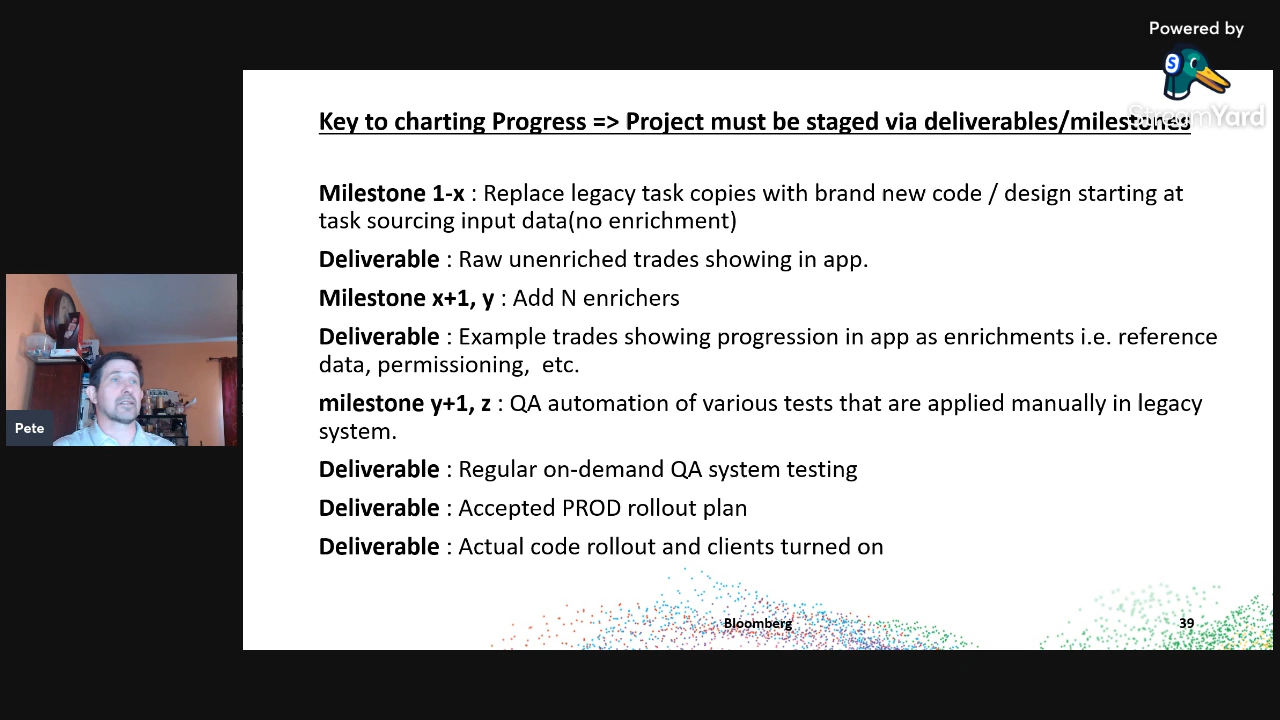 Powered by
StreamYard
Key to charting Progress => Project must be staged via deliverables/milestones
Milestone 1-x : Replace legacy task copies with brand new code / design starting at
task sourcing input data(no enrichment)
Deliverable : Raw unenriched trades showing in app.
Milestone x+1, y : Add N enrichers
Deliverable : Example trades showing progression in app as enrichments i.e. reference
data, permissioning,  etc.
milestone y+1, z : QA automation of various tests that are applied manually in legacy
system.
Deliverable : Regular on-demand QA system testing
Deliverable : Accepted PROD rollout plan
Deliverable : Actual code rollout and clients turned on
Pete
Bloomberg
39